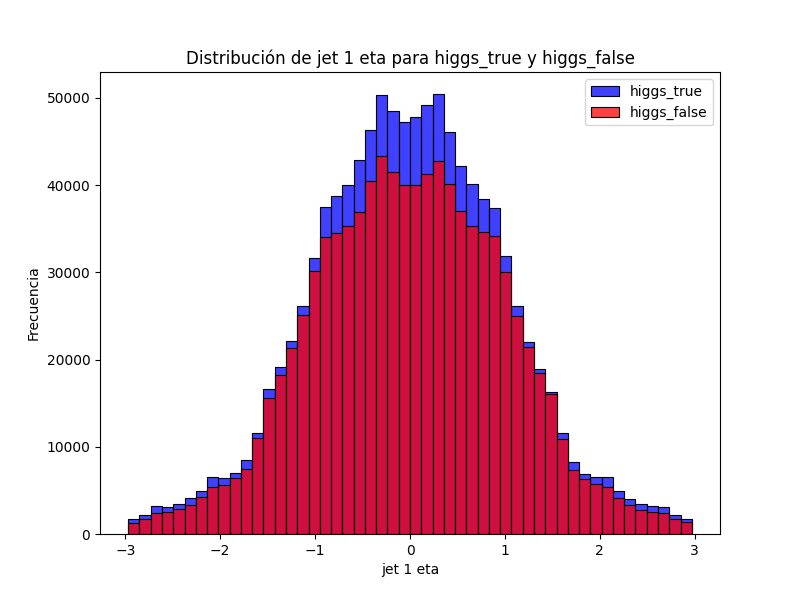 Distribución de jet 1 eta para higgs_true y higgs_false
higgs_true
higgs_false
Frecuencia
50000
40000
30000
20000
10000
0
−3
−2
−1
0
1
2
3
jet 1 eta